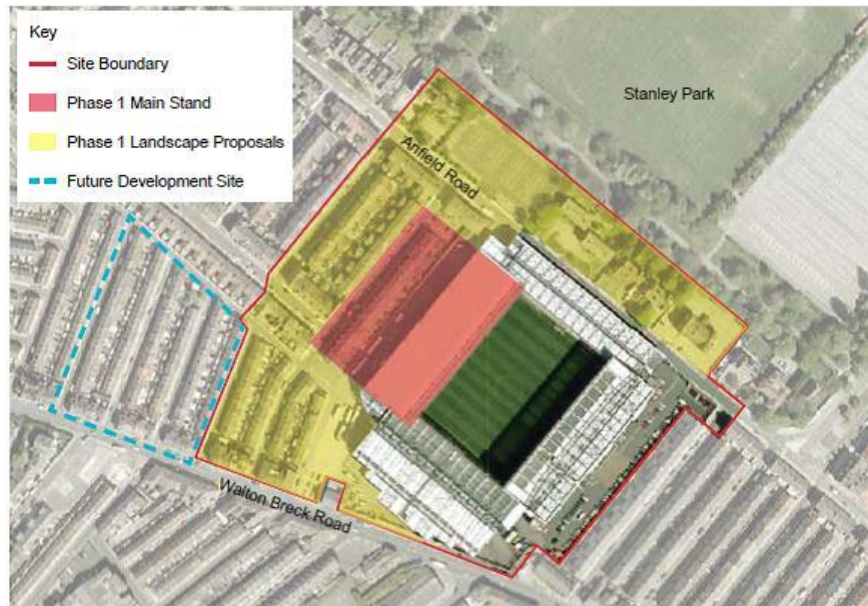 Key
Site Boundary
Phase 1 Main Stand
Phase 1 Landscape Proposals
Future Development Site
Stanley Park
Anfield Road
Walton Breck Road